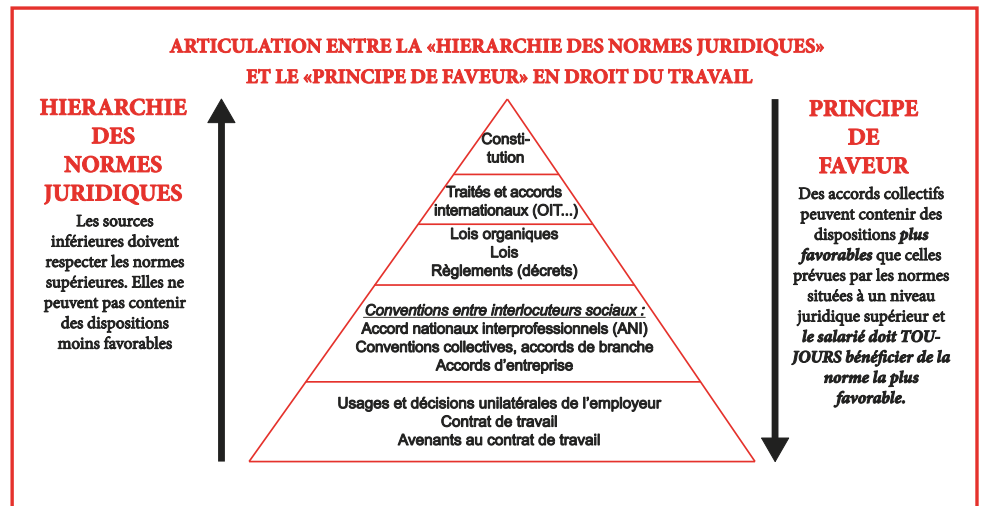 ARTICULATION ENTRE LA «HIERARCHIE DES NORMES JURIDIQUES»
ET LE «PRINCIPE DE FAVEUR» EN DROIT DU TRAVAIL
HIERARCHIE
DES
NORMES
JURIDIQUES
Les sources
inférieures doivent
respecter les normes
supérieures. Elles ne
peuvent pas contenir
des dispositions
moins favorables
Consti-
tution
Traités et accords
internationaux (OIT...)
Lois organiques
Lois
Règlements (décrets)
Conventions entre interlocuteurs sociaux :
Accord nationaux interprofessionnels (ANI)
Conventions collectives, accords de branche
Accords d'entreprise
Usages et décisions unilatérales de l'employeur
Contrat de travail
Avenants au contrat de travail
PRINCIPE
DE
FAVEUR
Des accords collectifs
peuvent contenir des
dispositions plus
favorables que celles
prévues par les normes
situées à un niveau
juridique supérieur et
le salarié doit TOU-
JOURS bénéficier de la
norme la plus
favorable.